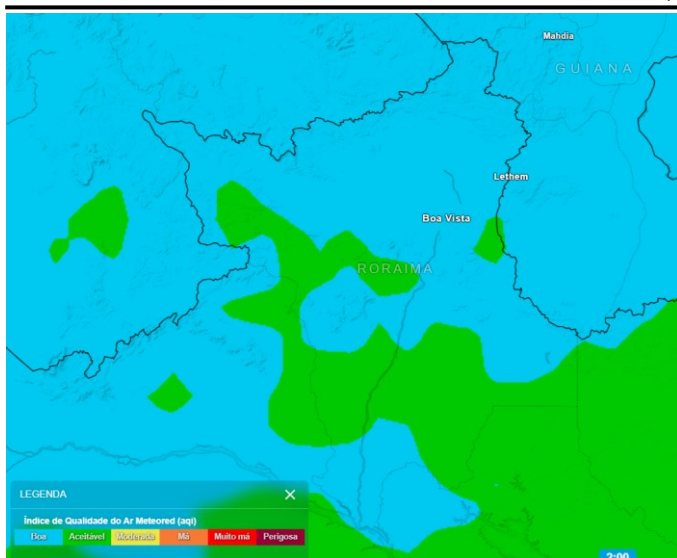 Mahdia
GUIANA
Lethem
Boa Vista
RORAIMA
LEGENDA
Índice de Qualidade do Ar Meteored (aqi)
Boa Aceitável Moderada Má Muito má Perigosa
2:00